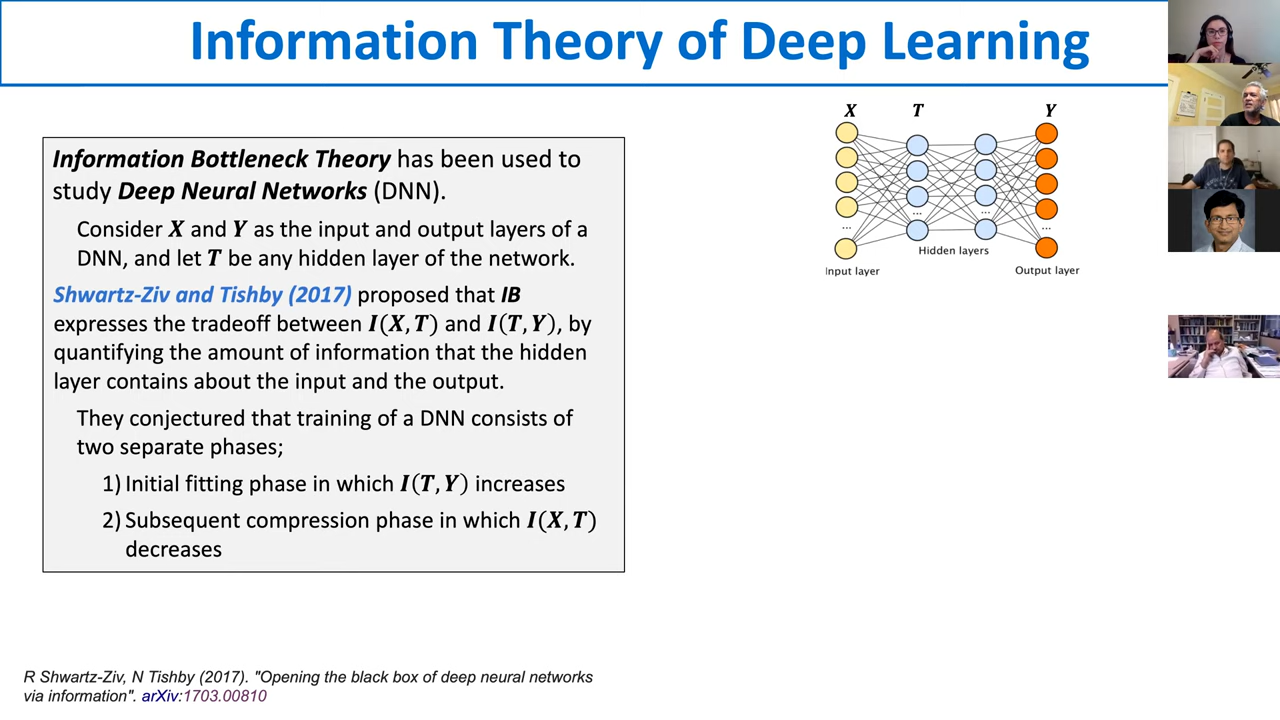 Information Theory of Deep Learning
Information Bottleneck Theory has been used to
study Deep Neural Networks (DNN).
Consider X and Y as the input and output layers of a
DNN, and let T be any hidden layer of the network.
Shwartz-Ziv and Tishby (2017) proposed that IB
expresses the tradeoff between I(X, T) and I(T, Y), by
quantifying the amount of information that the hidden
layer contains about the input and the output.
They conjectured that training of a DNN consists of
two separate phases;
1) Initial fitting phase in which I(T, Y) increases
2) Subsequent compression phase in which I(X, T)
decreases
X T Y
... ... ... ...
Hidden layers
Input layer Output layer
R Shwartz-Ziv, N Tishby (2017). "Opening the black box of deep neural networks
via information". arXiv:1703.00810